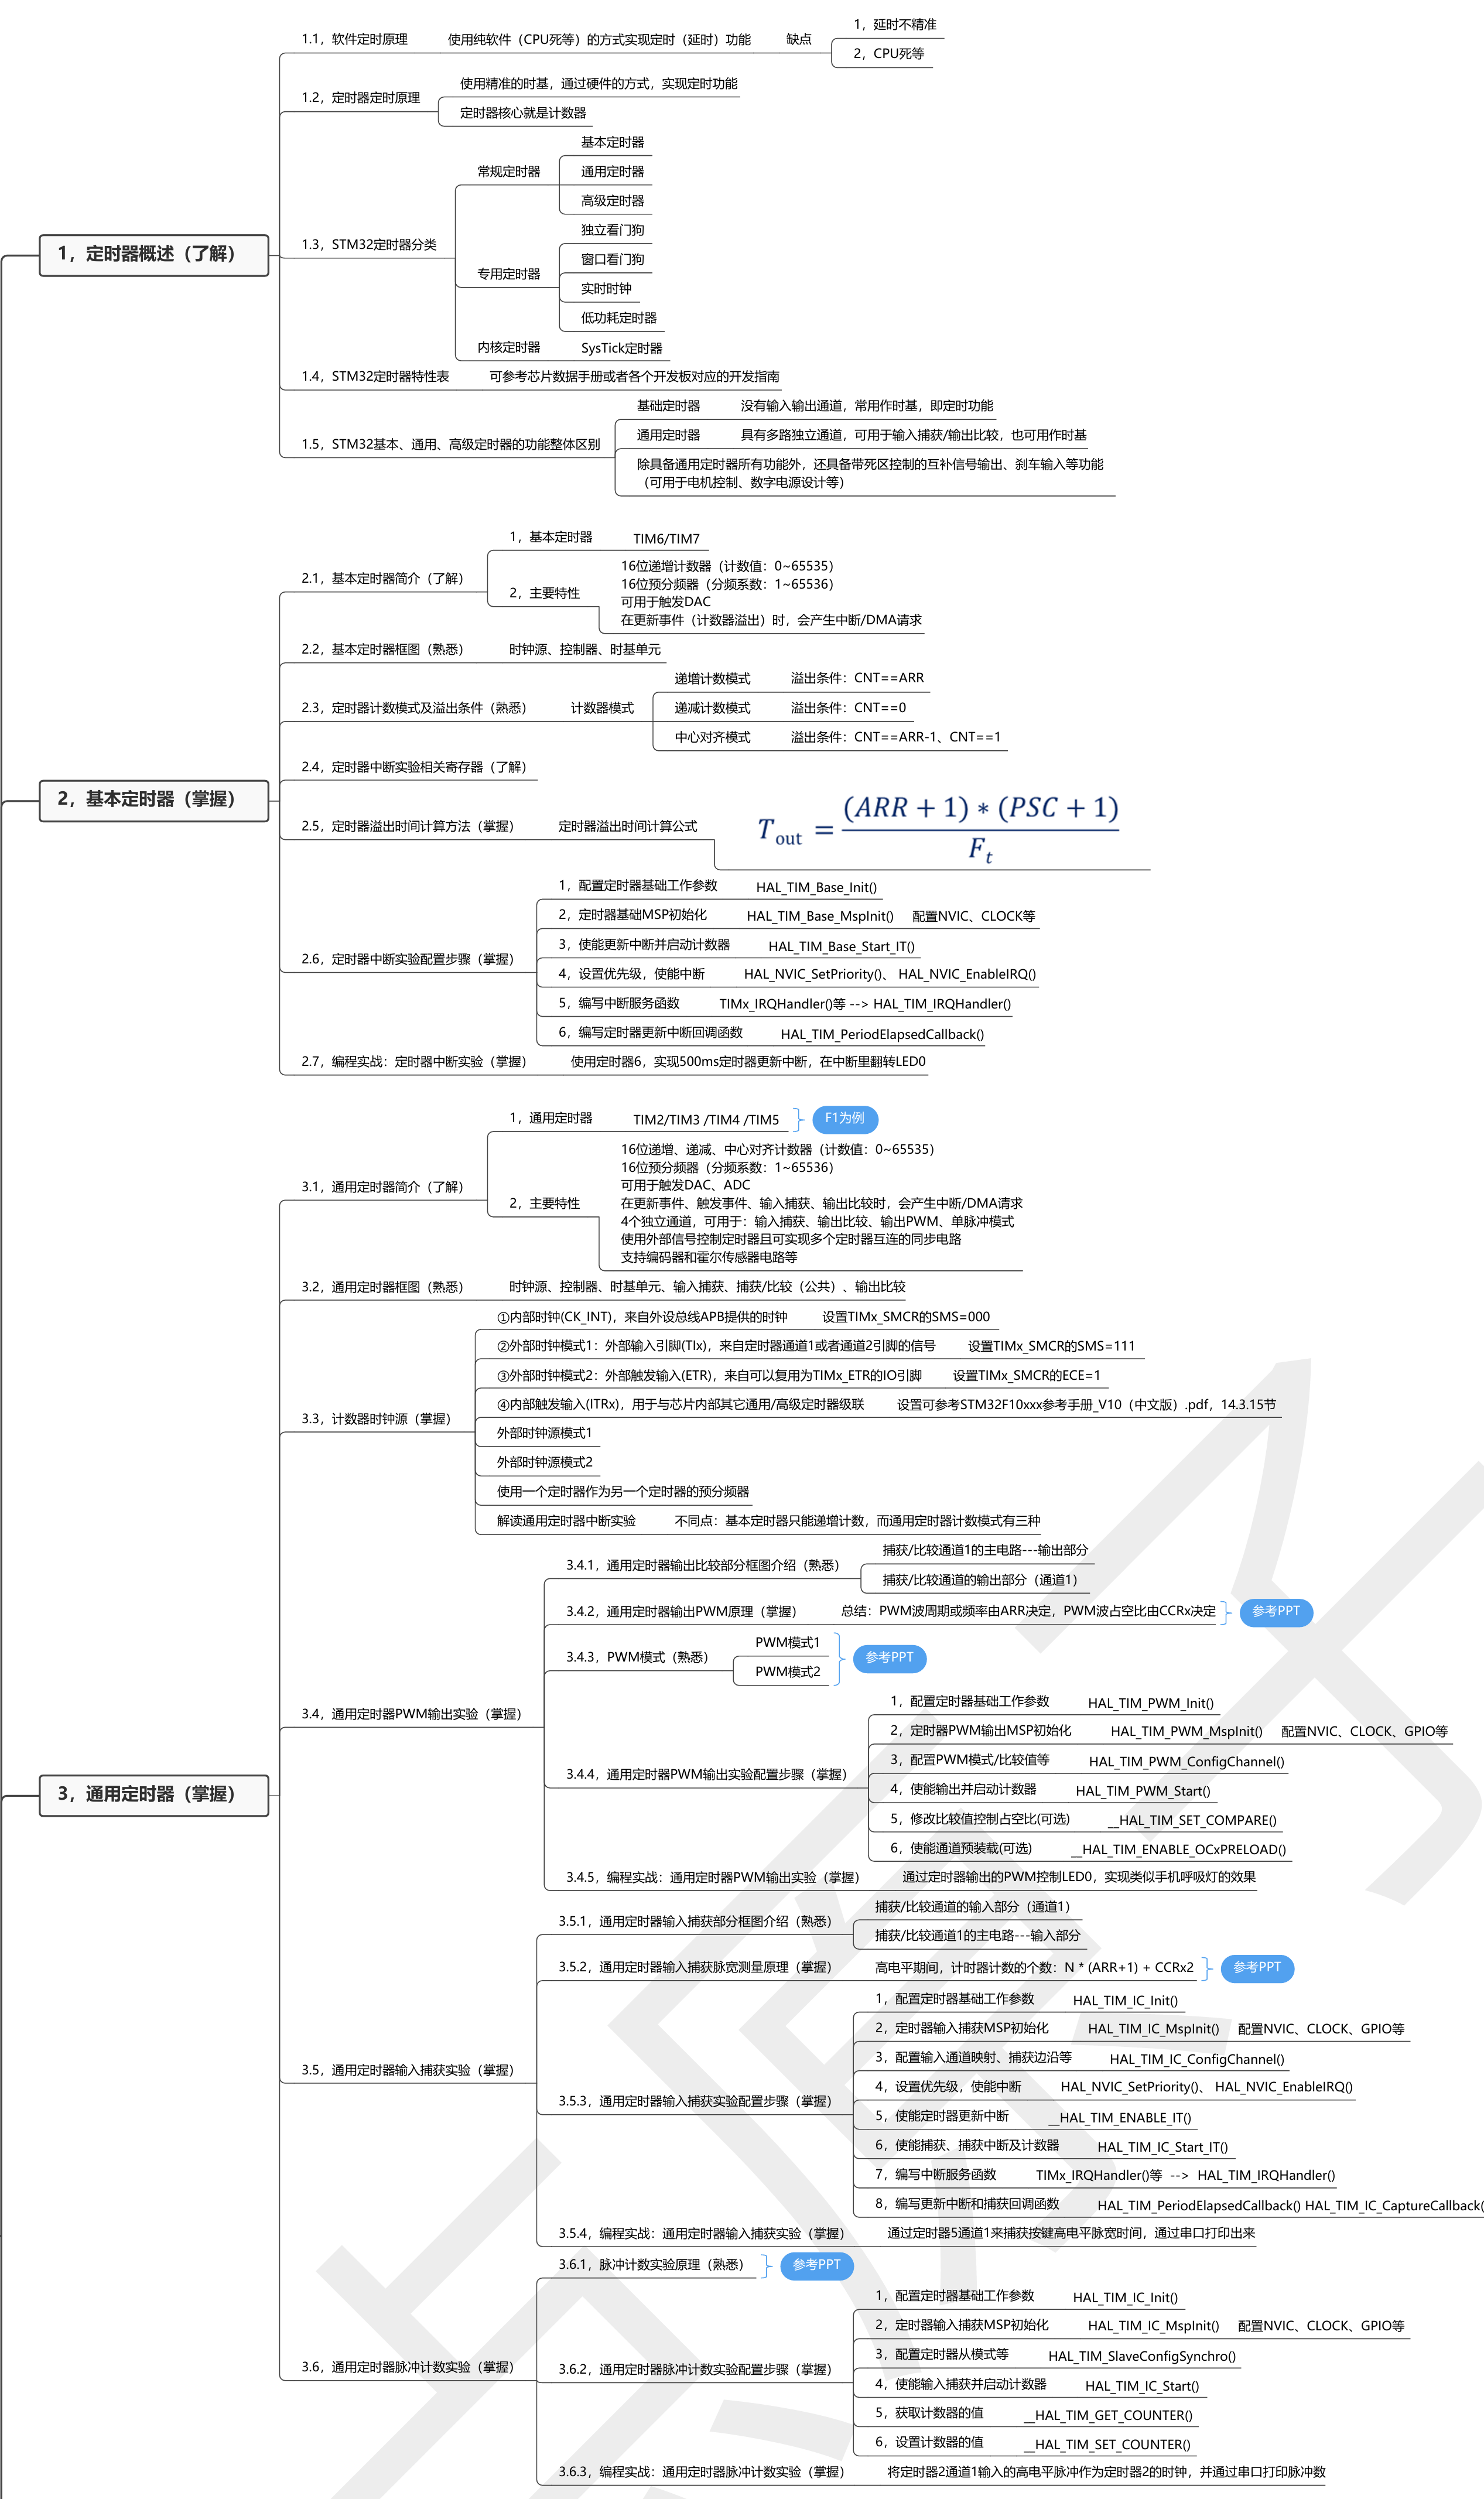 1，定时器概述（了解）
1.1，软件定时原理
使用纯软件（CPU死等）的方式实现定时（延时）功能
缺点
1，延时不精准
2，CPU死等
1.2，定时器定时原理
使用精准的时基，通过硬件的方式，实现定时功能
定时器核心就是计数器
1.3，STM32定时器分类
常规定时器
基本定时器
通用定时器
高级定时器
专用定时器
独立看门狗
窗口看门狗
实时时钟
低功耗定时器
内核定时器
SysTick定时器
1.4，STM32定时器特性表
可参考芯片数据手册或者各个开发板对应的开发指南
1.5，STM32基本、通用、高级定时器的功能整体区别
基础定时器
没有输入输出通道，常用作时基，即定时功能
通用定时器
具有多路独立通道，可用于输入捕获/输出比较，也可用作时基
除具备通用定时器所有功能外，还具备带死区控制的互补信号输出、刹车输入等功能
（可用于电机控制、数字电源设计等）
2，基本定时器（掌握）
2.1，基本定时器简介（了解）
1，基本定时器
TIM6/TIM7
2，主要特性
16位递增计数器（计数值：0~65535）
16位预分频器（分频系数：1~65536）
可用于触发DAC
在更新事件（计数器溢出）时，会产生中断/DMA请求
2.2，基本定时器框图（熟悉）
时钟源、控制器、时基单元
2.3，定时器计数模式及溢出条件（熟悉）
计数器模式
递增计数模式
溢出条件：CNT==ARR
递减计数模式
溢出条件：CNT==0
中心对齐模式
溢出条件：CNT==ARR-1、CNT==1
2.4，定时器中断实验相关寄存器（了解）
2.5，定时器溢出时间计算方法（掌握）
定时器溢出时间计算公式
T_out = (ARR + 1) * (PSC + 1) / F_t
2.6，定时器中断实验配置步骤（掌握）
1，配置定时器基础工作参数
HAL_TIM_Base_Init()
2，定时器基础MSP初始化
HAL_TIM_Base_MspInit()
配置NVIC、CLOCK等
3，使能更新中断并启动计数器
HAL_TIM_Base_Start_IT()
4，设置优先级，使能中断
HAL_NVIC_SetPriority()、 HAL_NVIC_EnableIRQ()
5，编写中断服务函数
TIMx_IRQHandler()等 --> HAL_TIM_IRQHandler()
6，编写定时器更新中断回调函数
HAL_TIM_PeriodElapsedCallback()
2.7，编程实战：定时器中断实验（掌握）
使用定时器6，实现500ms定时器更新中断，在中断里翻转LED0
3，通用定时器（掌握）
3.1，通用定时器简介（了解）
1，通用定时器
TIM2/TIM3 /TIM4 /TIM5
F1为例
2，主要特性
16位递增、递减、中心对齐计数器（计数值：0~65535）
16位预分频器（分频系数：1~65536）
可用于触发DAC、ADC
在更新事件、触发事件、输入捕获、输出比较时，会产生中断/DMA请求
4个独立通道，可用于：输入捕获、输出比较、输出PWM、单脉冲模式
使用外部信号控制定时器且可实现多个定时器互连的同步电路
支持编码器和霍尔传感器电路等
3.2，通用定时器框图（熟悉）
时钟源、控制器、时基单元、输入捕获、捕获/比较（公共）、输出比较
3.3，计数器时钟源（掌握）
①内部时钟(CK_INT)，来自外设总线APB提供的时钟
设置TIMx_SMCR的SMS=000
②外部时钟模式1：外部输入引脚(TIx)，来自定时器通道1或者通道2引脚的信号
设置TIMx_SMCR的SMS=111
③外部时钟模式2：外部触发输入(ETR)，来自可以复用为TIMx_ETR的IO引脚
设置TIMx_SMCR的ECE=1
④内部触发输入(ITRx)，用于与芯片内部其它通用/高级定时器级联
设置可参考STM32F10xxx参考手册_V10（中文版）.pdf，14.3.15节
外部时钟源模式1
外部时钟源模式2
使用一个定时器作为另一个定时器的预分频器
解读通用定时器中断实验
不同点：基本定时器只能递增计数，而通用定时器计数模式有三种
3.4，通用定时器PWM输出实验（掌握）
3.4.1，通用定时器输出比较部分框图介绍（熟悉）
捕获/比较通道1的主电路---输出部分
捕获/比较通道的输出部分（通道1）
3.4.2，通用定时器输出PWM原理（掌握）
总结：PWM波周期或频率由ARR决定，PWM波占空比由CCRx决定
参考PPT
3.4.3，PWM模式（熟悉）
PWM模式1
PWM模式2
参考PPT
3.4.4，通用定时器PWM输出实验配置步骤（掌握）
1，配置定时器基础工作参数
HAL_TIM_PWM_Init()
2，定时器PWM输出MSP初始化
HAL_TIM_PWM_MspInit()
配置NVIC、CLOCK、GPIO等
3，配置PWM模式/比较值等
HAL_TIM_PWM_ConfigChannel()
4，使能输出并启动计数器
HAL_TIM_PWM_Start()
5，修改比较值控制占空比(可选)
__HAL_TIM_SET_COMPARE()
6，使能通道预装载(可选)
__HAL_TIM_ENABLE_OCxPRELOAD()
3.4.5，编程实战：通用定时器PWM输出实验（掌握）
通过定时器输出的PWM控制LED0，实现类似手机呼吸灯的效果
3.5，通用定时器输入捕获实验（掌握）
3.5.1，通用定时器输入捕获部分框图介绍（熟悉）
捕获/比较通道的输入部分（通道1）
捕获/比较通道1的主电路---输入部分
3.5.2，通用定时器输入捕获脉宽测量原理（掌握）
高电平期间，计时器计数的个数：N * (ARR+1) + CCRx2
参考PPT
3.5.3，通用定时器输入捕获实验配置步骤（掌握）
1，配置定时器基础工作参数
HAL_TIM_IC_Init()
2，定时器输入捕获MSP初始化
HAL_TIM_IC_MspInit()
配置NVIC、CLOCK、GPIO等
3，配置输入通道映射、捕获边沿等
HAL_TIM_IC_ConfigChannel()
4，设置优先级，使能中断
HAL_NVIC_SetPriority()、 HAL_NVIC_EnableIRQ()
5，使能定时器更新中断
__HAL_TIM_ENABLE_IT()
6，使能捕获、捕获中断及计数器
HAL_TIM_IC_Start_IT()
7，编写中断服务函数
TIMx_IRQHandler()等 --> HAL_TIM_IRQHandler()
8，编写更新中断和捕获回调函数
HAL_TIM_PeriodElapsedCallback() HAL_TIM_IC_CaptureCallback(
3.5.4，编程实战：通用定时器输入捕获实验（掌握）
通过定时器5通道1来捕获按键高电平脉宽时间，通过串口打印出来
3.6，通用定时器脉冲计数实验（掌握）
3.6.1，脉冲计数实验原理（熟悉）
参考PPT
3.6.2，通用定时器脉冲计数实验配置步骤（掌握）
1，配置定时器基础工作参数
HAL_TIM_IC_Init()
2，定时器输入捕获MSP初始化
HAL_TIM_IC_MspInit()
配置NVIC、CLOCK、GPIO等
3，配置定时器从模式等
HAL_TIM_SlaveConfigSynchro()
4，使能输入捕获并启动计数器
HAL_TIM_IC_Start()
5，获取计数器的值
__HAL_TIM_GET_COUNTER()
6，设置计数器的值
__HAL_TIM_SET_COUNTER()
3.6.3，编程实战：通用定时器脉冲计数实验（掌握）
将定时器2通道1输入的高电平脉冲作为定时器2的时钟，并通过串口打印脉冲数